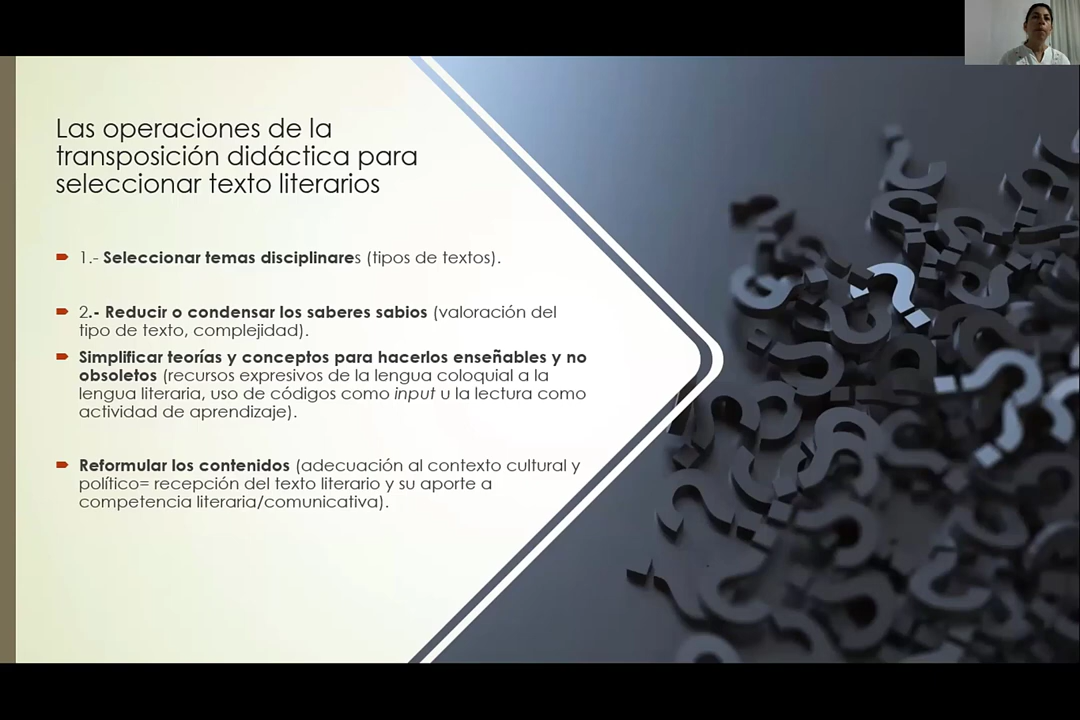 Las operaciones de la
transposición didáctica para
seleccionar texto literarios
1.- Seleccionar temas disciplinares (tipos de textos).
2.- Reducir o condensar los saberes sabios (valoración del
tipo de texto, complejidad).
Simplificar teorías y conceptos para hacerlos enseñables y no
obsoletos (recursos expresivos de la lengua coloquial a la
lengua literaria, uso de códigos como input u la lectura como
actividad de aprendizaje).
Reformular los contenidos (adecuación al contexto cultural y
político= recepción del texto literario y su aporte a
competencia literaria/comunicativa).